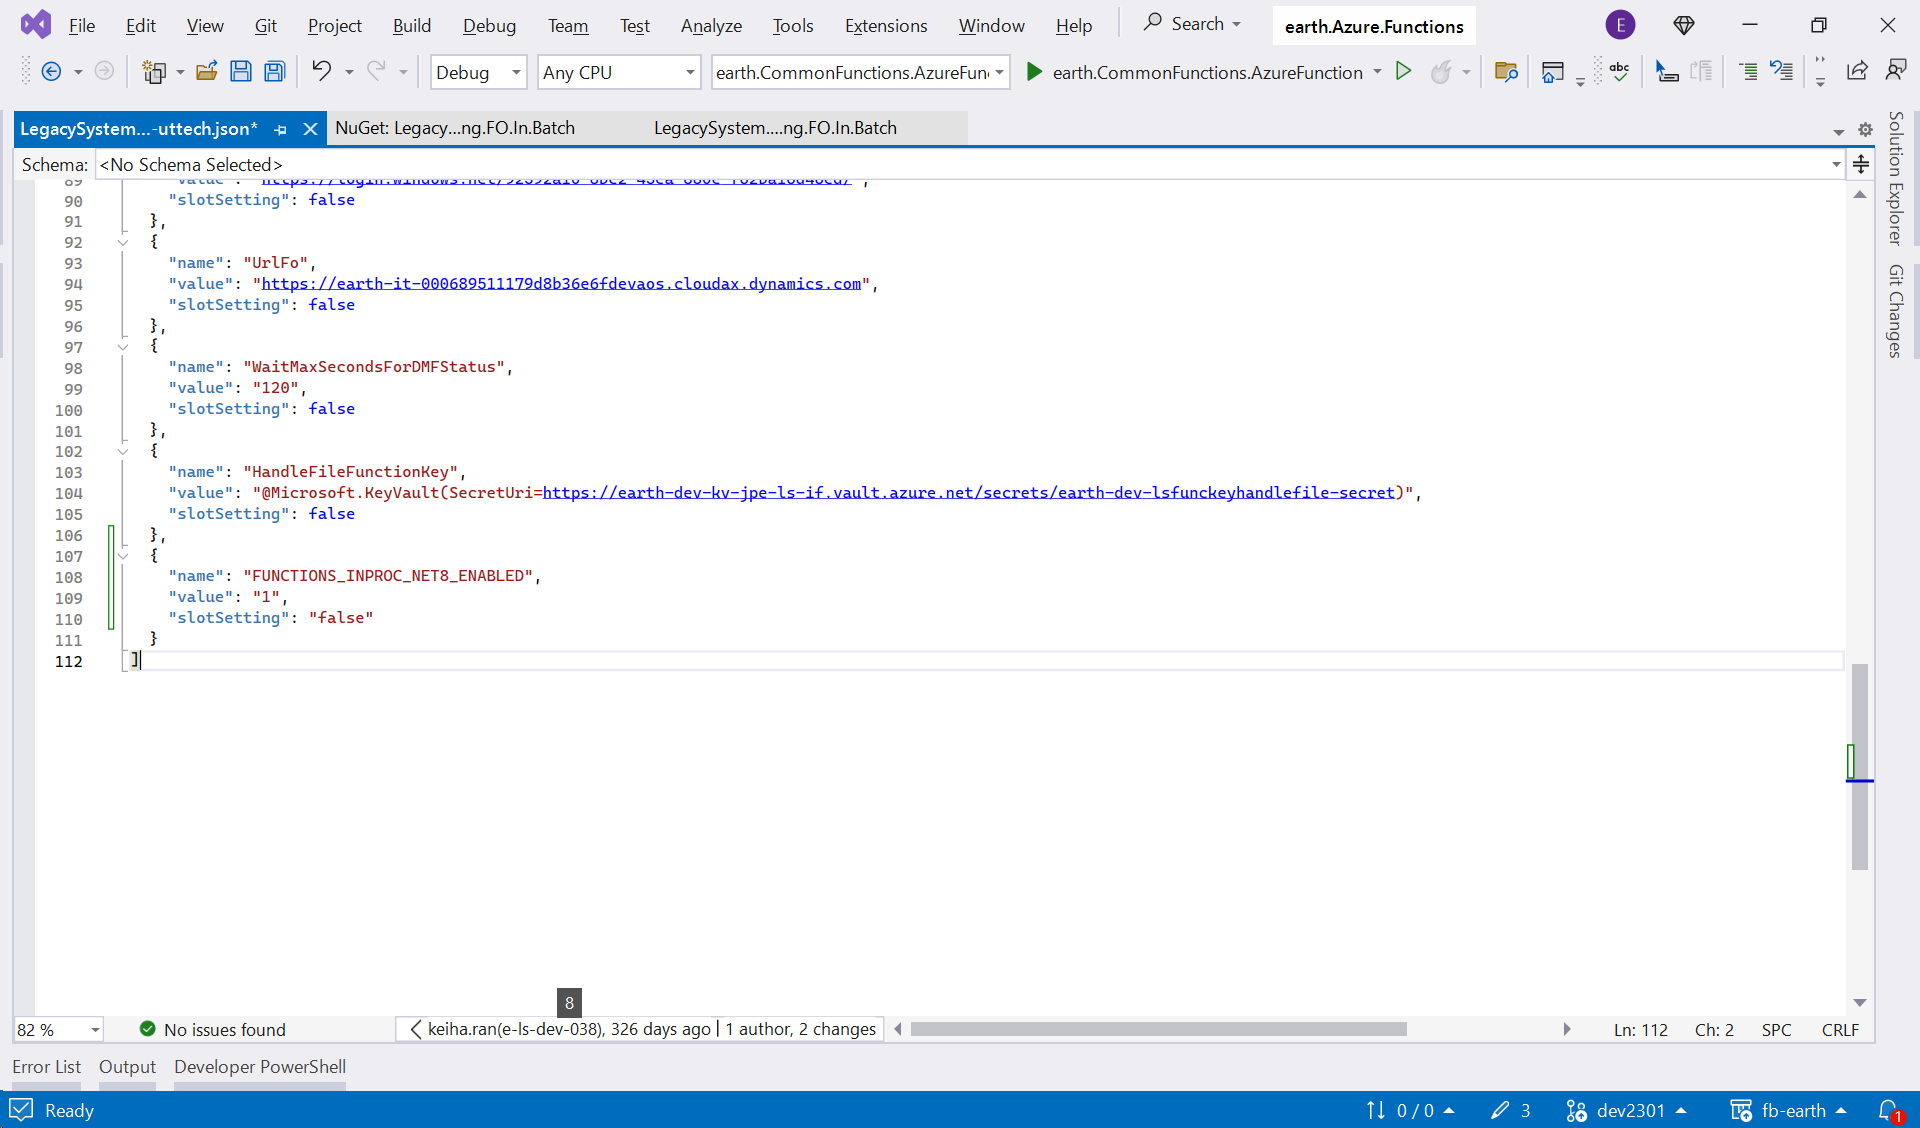 File Edit View Git Project Build Debug Team Test Analyze Tools Extensions Window Help Search earth.Azure.Functions E
Debug Any CPU earth.CommonFunctions.AzureFun earth.CommonFunctions.AzureFunction abc
LegacySystem...-uttech.json* NuGet: Legacy...ng.FO.In.Batch LegacySystem....ng.FO.In.Batch
Schema: <No Schema Selected>
Solution Explorer
Git Changes
90 "slotSetting": false
91 },
92 {
93 "name": "UrlFo",
94 "value": "https://earth-it-000689511179d8b36e6fdevaos.cloudax.dynamics.com",
95 "slotSetting": false
96 },
97 {
98 "name": "WaitMaxSecondsForDMFStatus",
99 "value": "120",
100 "slotSetting": false
101 },
102 {
103 "name": "HandleFileFunctionKey",
104 "value": "@Microsoft.KeyVault(SecretUri=https://earth-dev-kv-jpe-ls-if.vault.azure.net/secrets/earth-dev-lsfunckeyhandlefile-secret)",
105 "slotSetting": false
106 },
107 {
108 "name": "FUNCTIONS_INPROC_NET8_ENABLED",
109 "value": "1",
110 "slotSetting": "false"
111 }
112 ]
8
82 % No issues found keiha.ran(e-ls-dev-038), 326 days ago | 1 author, 2 changes Ln: 112 Ch: 2 SPC CRLF
Error List Output Developer PowerShell
Ready 0 / 0 3 dev2301 fb-earth 1